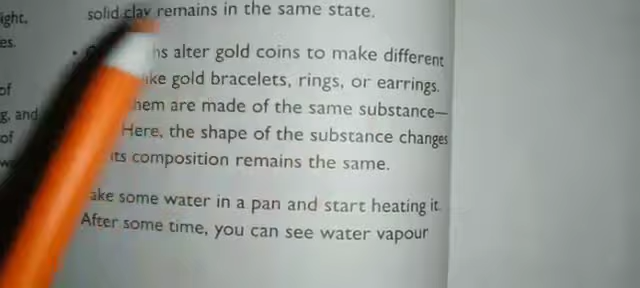 ight,
es.
of
g, and
of
solid clay remains in the same state.
alter gold coins to make different
gold bracelets, rings, or earrings.
are made of the same substance—
Here, the shape of the substance changes
its composition remains the same.
ake some water in a pan and start heating it
After some time, you can see water vapour